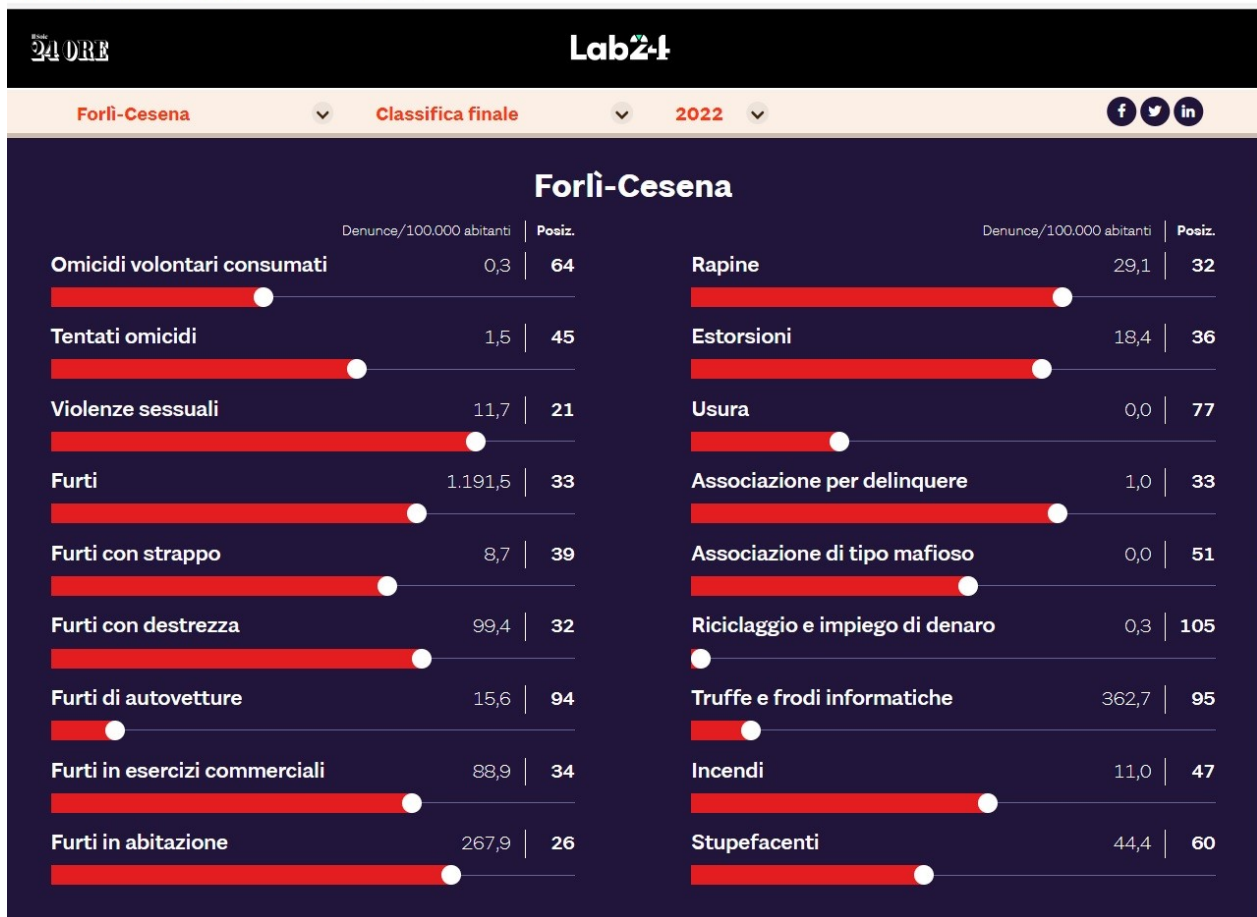 Il Sole
24 ORE
Lab24
Forlì-Cesena Classifica finale 2022
Forlì-Cesena
Denunce/100.000 abitanti Posiz.
Omicidi volontari consumati 0,3 64
Tentati omicidi 1,5 45
Violenze sessuali 11,7 21
Furti 1.191,5 33
Furti con strappo 8,7 39
Furti con destrezza 99,4 32
Furti di autovetture 15,6 94
Furti in esercizi commerciali 88,9 34
Furti in abitazione 267,9 26
Denunce/100.000 abitanti Posiz.
Rapine 29,1 32
Estorsioni 18,4 36
Usura 0,0 77
Associazione per delinquere 1,0 33
Associazione di tipo mafioso 0,0 51
Riciclaggio e impiego di denaro 0,3 105
Truffe e frodi informatiche 362,7 95
Incendi 11,0 47
Stupefacenti 44,4 60